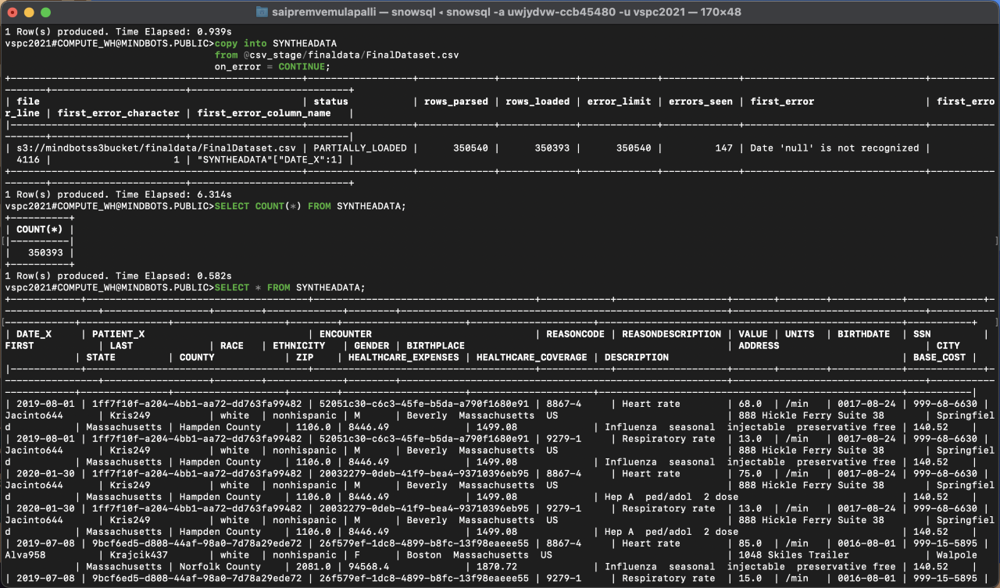 saipremvemulapalli — snowsql ◂ snowsql -a uwjydvw-ccb45480 -u vspc2021 — 170×48
1 Row(s) produced. Time Elapsed: 0.939s
vspc2021#COMPUTE_WH@MINDBOTS.PUBLIC>copy into SYNTHEADATA
from @csv_stage/finaldata/FinalDataset.csv
on_error = CONTINUE;
| file | status | rows_parsed | rows_loaded | error_limit | errors_seen | first_error | first_erro
r_line | first_error_character | first_error_column_name |
| s3://mindbotss3bucket/finaldata/FinalDataset.csv | PARTIALLY_LOADED | 350540 | 350393 | 350540 | 147 | Date 'null' is not recognized |
4116 | 1 | "SYNTHEADATA"["DATE_X":1] |
1 Row(s) produced. Time Elapsed: 6.314s
vspc2021#COMPUTE_WH@MINDBOTS.PUBLIC>SELECT COUNT(*) FROM SYNTHEADATA;
| COUNT(*) |
| 350393 |
1 Row(s) produced. Time Elapsed: 0.582s
vspc2021#COMPUTE_WH@MINDBOTS.PUBLIC>SELECT * FROM SYNTHEADATA;
| DATE_X | PATIENT_X | ENCOUNTER | REASONCODE | REASONDESCRIPTION | VALUE | UNITS | BIRTHDATE | SSN |
FIRST | LAST | RACE | ETHNICITY | GENDER | BIRTHPLACE | ADDRESS | CITY
| STATE | COUNTY | ZIP | HEALTHCARE_EXPENSES | HEALTHCARE_COVERAGE | DESCRIPTION | BASE_COST |
| 2019-08-01 | 1ff7f10f-a204-4bb1-aa72-dd763fa99482 | 52051c30-c6c3-45fe-b5da-a790f1680e91 | 8867-4 | Heart rate | 68.0 | /min | 0017-08-24 | 999-68-6630 |
Jacinto644 | Kris249 | white | nonhispanic | M | Beverly Massachusetts US | 888 Hickle Ferry Suite 38 | Springfiel
d | Massachusetts | Hampden County | 1106.0 | 8446.49 | 1499.08 | Influenza seasonal injectable preservative free | 140.52 |
| 2019-08-01 | 1ff7f10f-a204-4bb1-aa72-dd763fa99482 | 52051c30-c6c3-45fe-b5da-a790f1680e91 | 9279-1 | Respiratory rate | 13.0 | /min | 0017-08-24 | 999-68-6630 |
Jacinto644 | Kris249 | white | nonhispanic | M | Beverly Massachusetts US | 888 Hickle Ferry Suite 38 | Springfiel
d | Massachusetts | Hampden County | 1106.0 | 8446.49 | 1499.08 | Influenza seasonal injectable preservative free | 140.52 |
| 2020-01-30 | 1ff7f10f-a204-4bb1-aa72-dd763fa99482 | 20032279-0deb-41f9-bea4-93710396eb95 | 8867-4 | Heart rate | 75.0 | /min | 0017-08-24 | 999-68-6630 |
Jacinto644 | Kris249 | white | nonhispanic | M | Beverly Massachusetts US | 888 Hickle Ferry Suite 38 | Springfiel
d | Massachusetts | Hampden County | 1106.0 | 8446.49 | 1499.08 | Hep A ped/adol 2 dose | 140.52 |
| 2020-01-30 | 1ff7f10f-a204-4bb1-aa72-dd763fa99482 | 20032279-0deb-41f9-bea4-93710396eb95 | 9279-1 | Respiratory rate | 13.0 | /min | 0017-08-24 | 999-68-6630 |
Jacinto644 | Kris249 | white | nonhispanic | M | Beverly Massachusetts US | 888 Hickle Ferry Suite 38 | Springfiel
d | Massachusetts | Hampden County | 1106.0 | 8446.49 | 1499.08 | Hep A ped/adol 2 dose | 140.52 |
| 2019-07-08 | 9bcf6ed5-d808-44af-98a0-7d78a29ede72 | 26f579ef-1dc8-4899-b8fc-13f98eaeee55 | 8867-4 | Heart rate | 85.0 | /min | 0016-08-01 | 999-15-5895 |
Alva958 | Krajcik437 | white | nonhispanic | F | Boston Massachusetts US | 1048 Skiles Trailer | Walpole
| Massachusetts | Norfolk County | 2081.0 | 94568.4 | 1870.72 | Influenza seasonal injectable preservative free | 140.52 |
| 2019-07-08 | 9bcf6ed5-d808-44af-98a0-7d78a29ede72 | 26f579ef-1dc8-4899-b8fc-13f98eaeee55 | 9279-1 | Respiratory rate | 15.0 | /min | 0016-08-01 | 999-15-5895 |